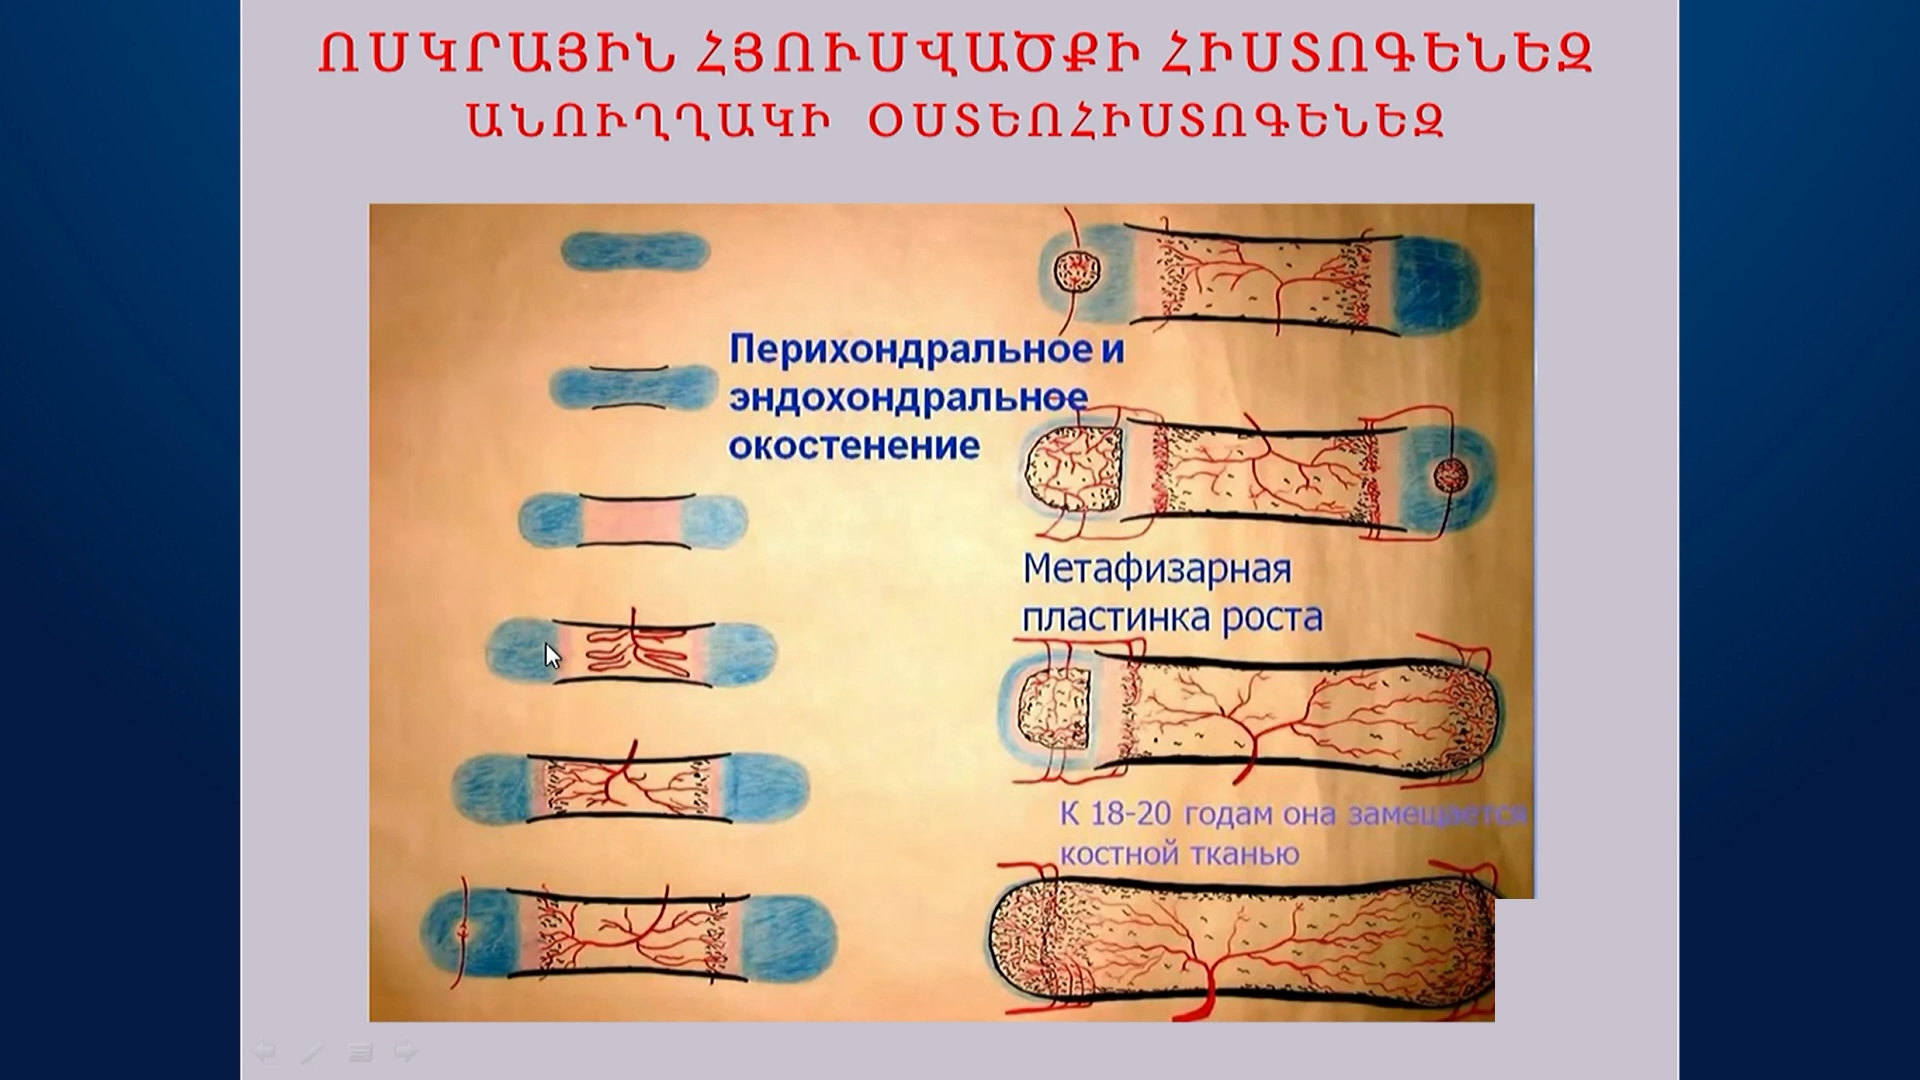 ՈՍԿՐԱՅԻՆ ՀՅՈՒՍՎԱԾՔԻ ՀԻՍՏՈԳԵՆԵԶ
ԱՆՈՒՂՂԱԿԻ ՕՍՏԵՈՀԻՍՏՈԳԵՆԵԶ
Перихондральное и
эндохондральное
окостенение
Метафизарная
пластинка роста
К 18-20 годам она замещается
костной тканью